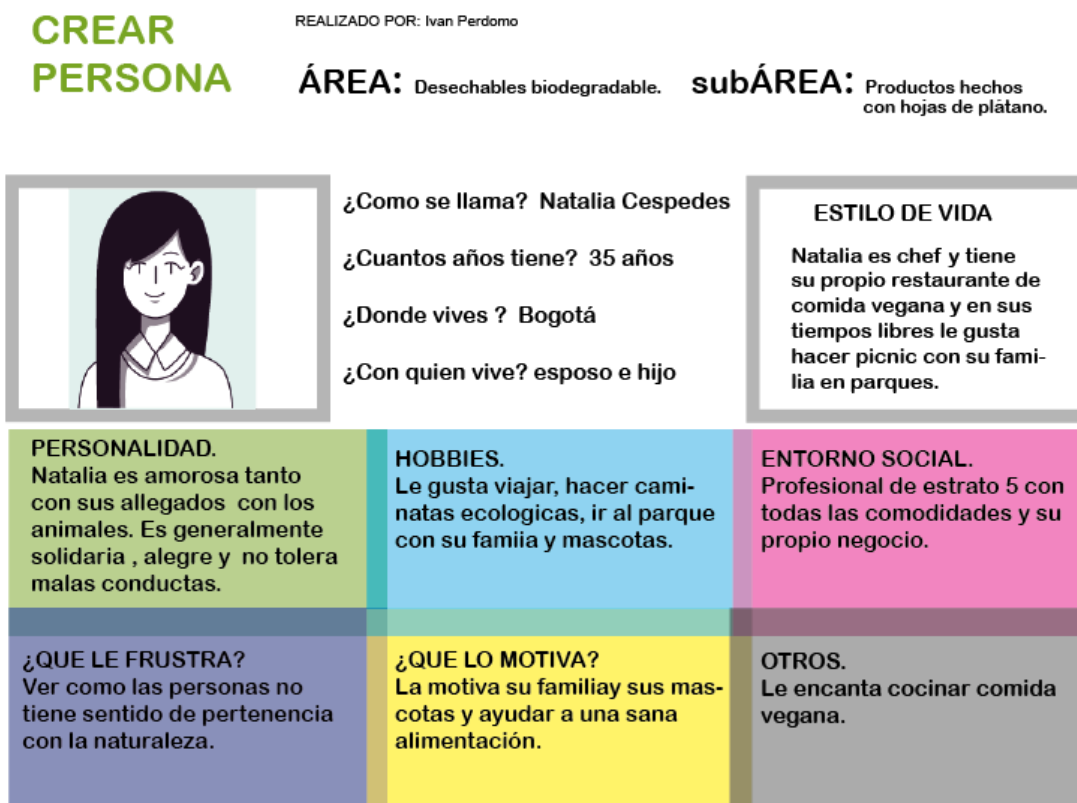 CREAR
PERSONA
REALIZADO POR: Ivan Perdomo
ÁREA: Desechables biodegradable.
subÁREA: Productos hechos
con hojas de plátano.
¿Como se llama? Natalia Cespedes
¿Cuantos años tiene? 35 años
¿Donde vives ? Bogotá
¿Con quien vive? esposo e hijo
ESTILO DE VIDA
Natalia es chef y tiene
su propio restaurante de
comida vegana y en sus
tiempos libres le gusta
hacer picnic con su fami-
lia en parques.
PERSONALIDAD.
Natalia es amorosa tanto
con sus allegados con los
animales. Es generalmente
solidaria , alegre y no tolera
malas conductas.
HOBBIES.
Le gusta viajar, hacer cami-
natas ecologicas, ir al parque
con su famiia y mascotas.
ENTORNO SOCIAL.
Profesional de estrato 5 con
todas las comodidades y su
propio negocio.
¿QUE LE FRUSTRA?
Ver como las personas no
tiene sentido de pertenencia
con la naturaleza.
¿QUE LO MOTIVA?
La motiva su familiay sus mas-
cotas y ayudar a una sana
alimentación.
OTROS.
Le encanta cocinar comida
vegana.